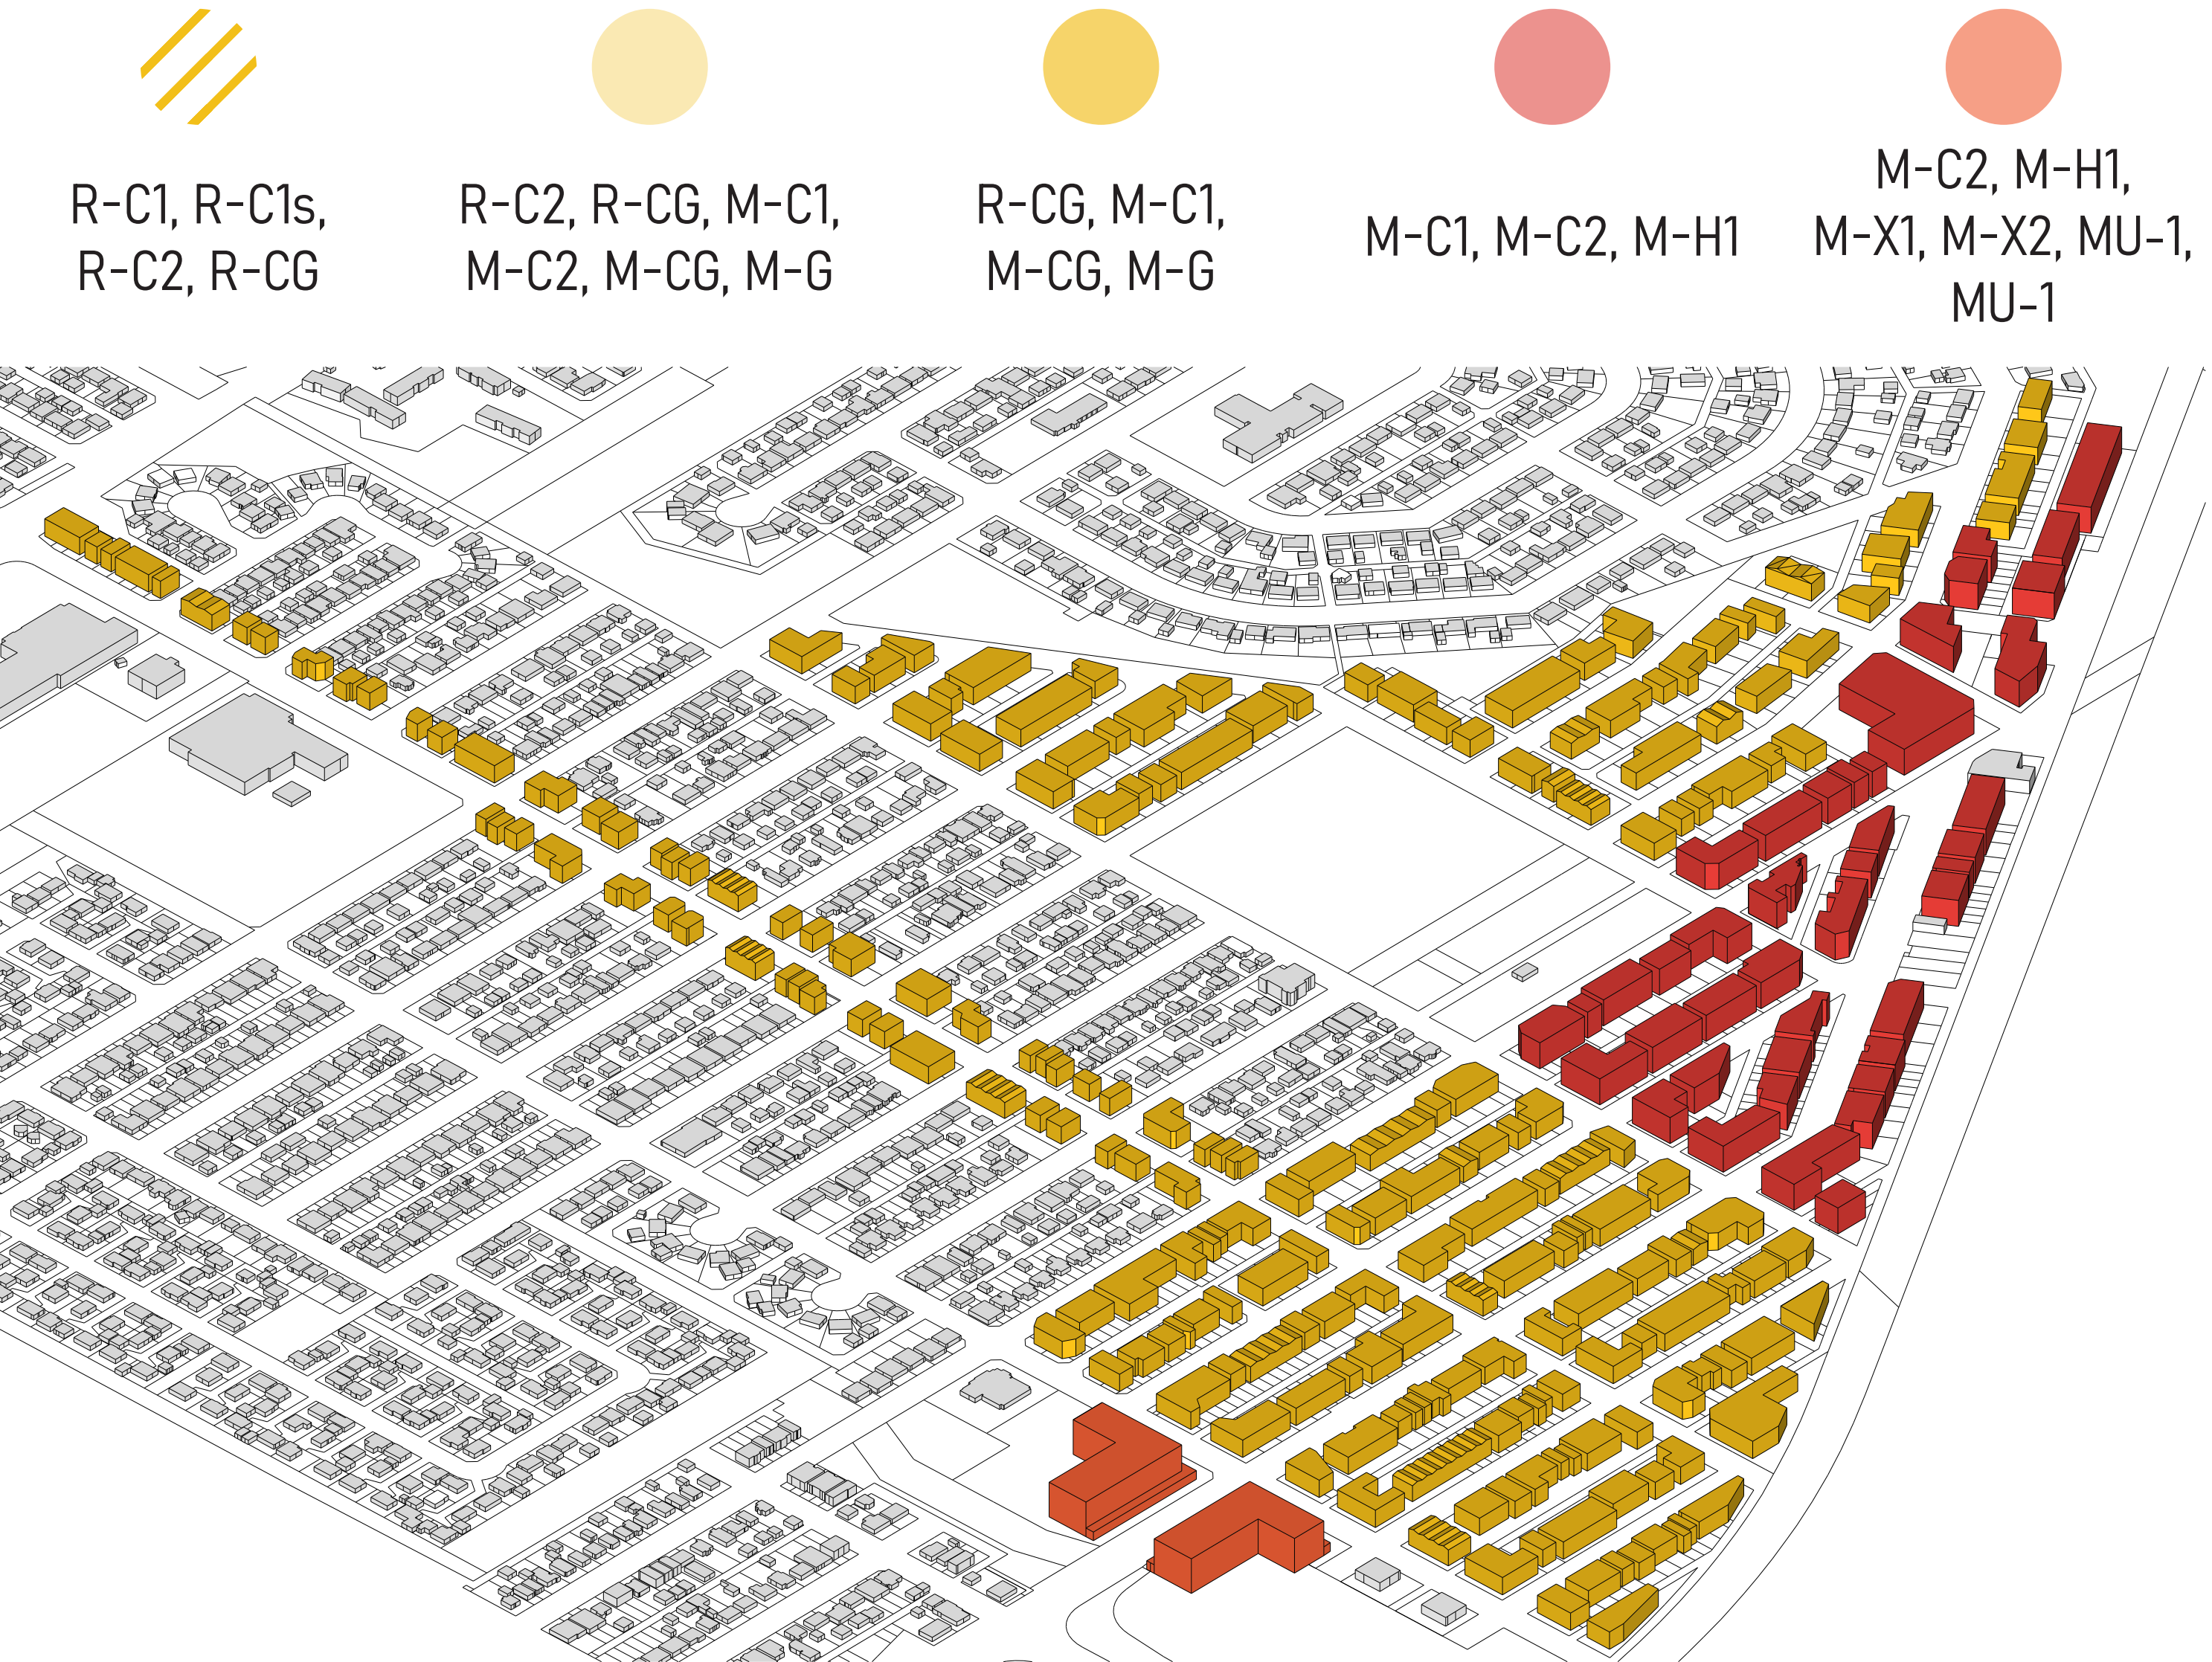 R-C1, R-C1s,
R-C2, R-CG
R-C2, R-CG, M-C1,
M-C2, M-CG, M-G
R-CG, M-C1,
M-CG, M-G
M-C1, M-C2, M-H1
M-C2, M-H1,
M-X1, M-X2, MU-1,
MU-1